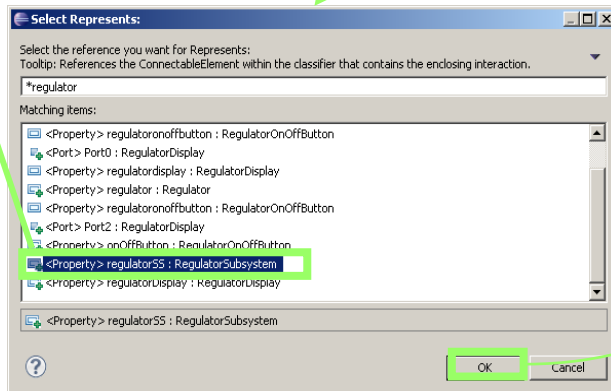 Select Represents:
Select the reference you want for Represents:
Tooltip: References the ConnectableElement within the classifier that contains the enclosing interaction.
*regulator
Matching items:
<Property> regulatoronoffbutton : RegulatorOnOffButton
<Port> Port0 : RegulatorDisplay
<Property> regulatordisplay : RegulatorDisplay
<Property> regulator : Regulator
<Property> regulatoronoffbutton : RegulatorOnOffButton
<Port> Port2 : RegulatorDisplay
<Property> onOffButton : RegulatorOnOffButton
<Property> regulatorSS : RegulatorSubsystem
<Property> regulatorDisplay : RegulatorDisplay
<Property> regulatorSS : RegulatorSubsystem
?
OK
Cancel